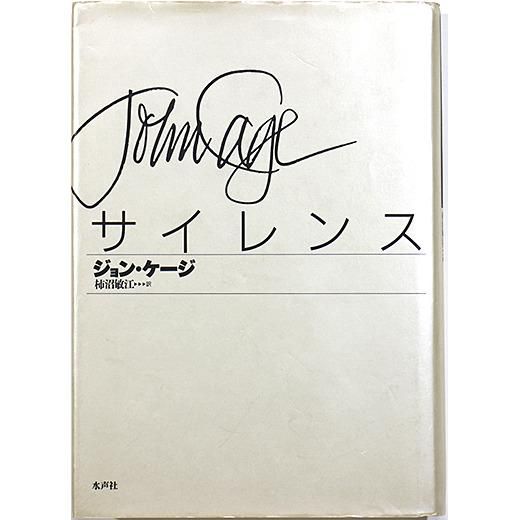 John Cage
サイレンス
ジョン・ケージ
柿沼敏江▸▸▸訳
水声社